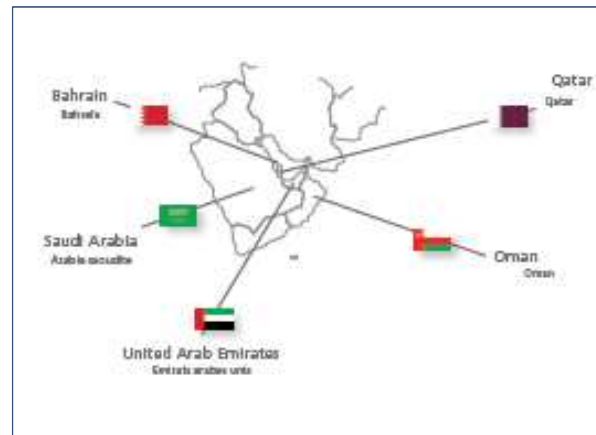 Bahrain
Bahreïn
Qatar
Qatar
Saudi Arabia
Arabie saoudite
Oman
Oman
United Arab Emirates
Emirats arabes unis